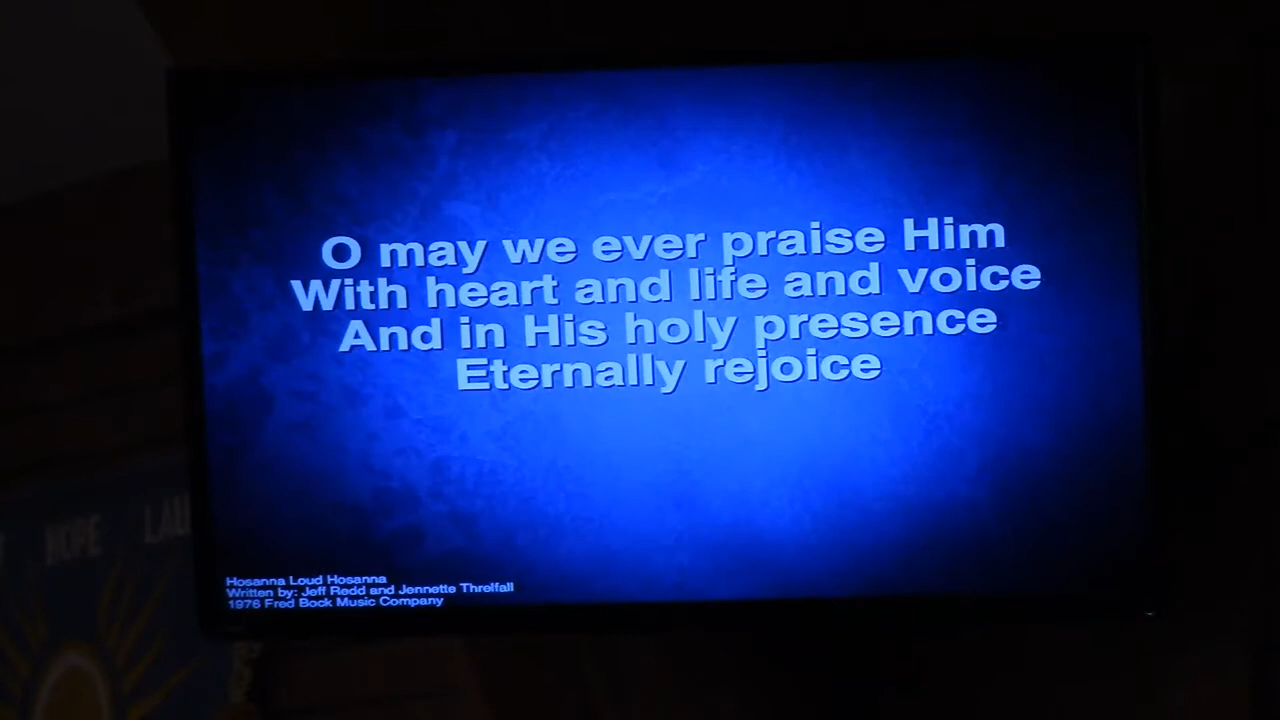 O may we ever praise Him
With heart and life and voice
And in His holy presence
Eternally rejoice
Hosanna Loud Hosanna
Written by: Jeff Redd and Jennette Threlfall
1976 Fred Bock Music Company
HOPE